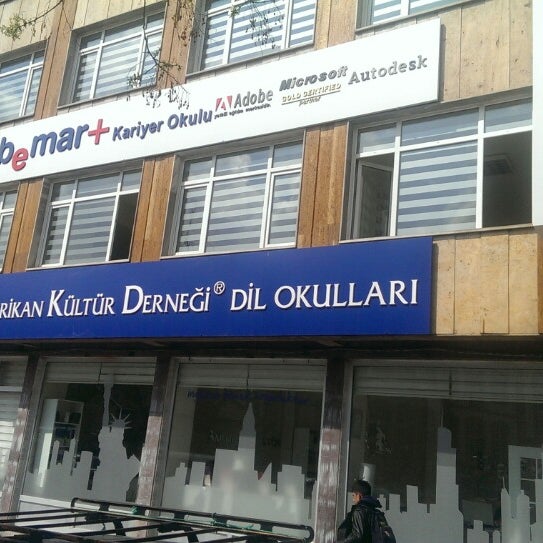 bemar+ Kariyer Okulu Adobe Microsoft Autodesk
GOLD CERTIFIED
Partner
RİKAN KÜLTÜR DERNEĞİ® DİL OKULLARI